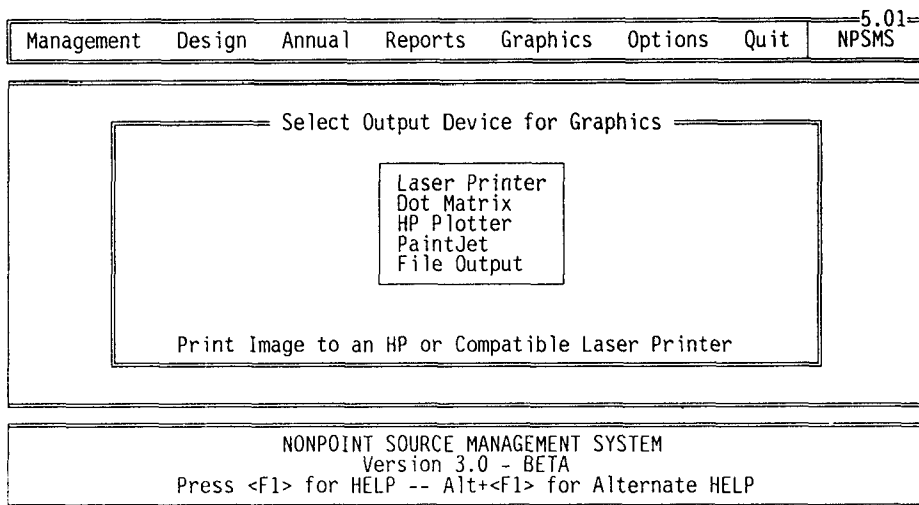 5.01
Management Design Annual Reports Graphics Options Quit NPSMS
Select Output Device for Graphics
Laser Printer
Dot Matrix
HP Plotter
PaintJet
File Output
Print Image to an HP or Compatible Laser Printer
NONPOINT SOURCE MANAGEMENT SYSTEM
Version 3.0 - BETA
Press <F1> for HELP -- Alt+<F1> for Alternate HELP